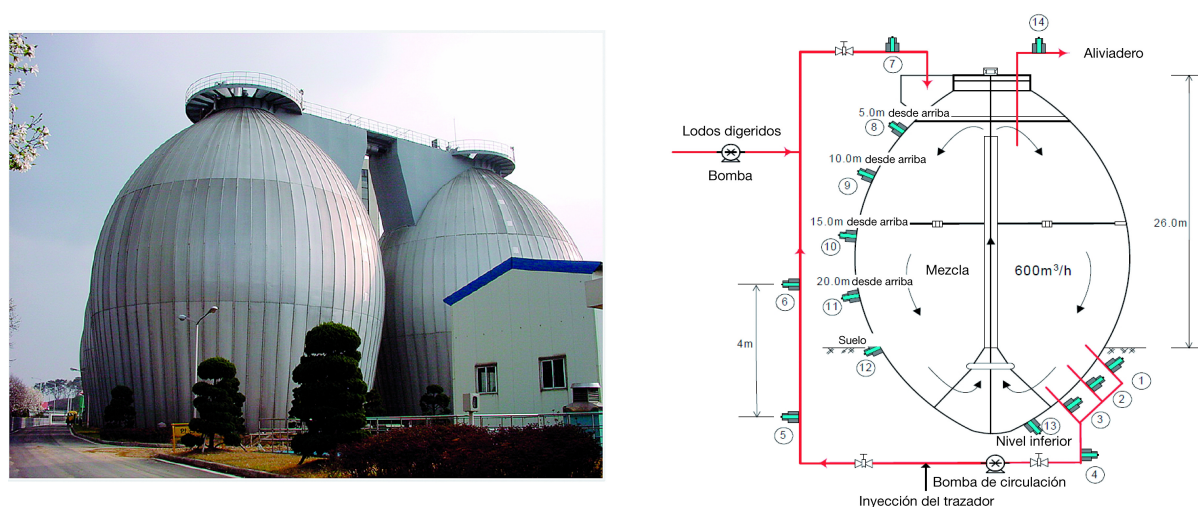 14
Aliviadero
7
5.0m desde arriba
8
Lodos digeridos
Bomba
10.0m desde arriba
9
15.0m desde arriba
10
26.0m
Mezcla
600m³/h
20.0m desde arriba
11
6
4m
Suelo
12
1
2
3
13
5
Nivel inferior
4
Bomba de circulación
Inyección del trazador